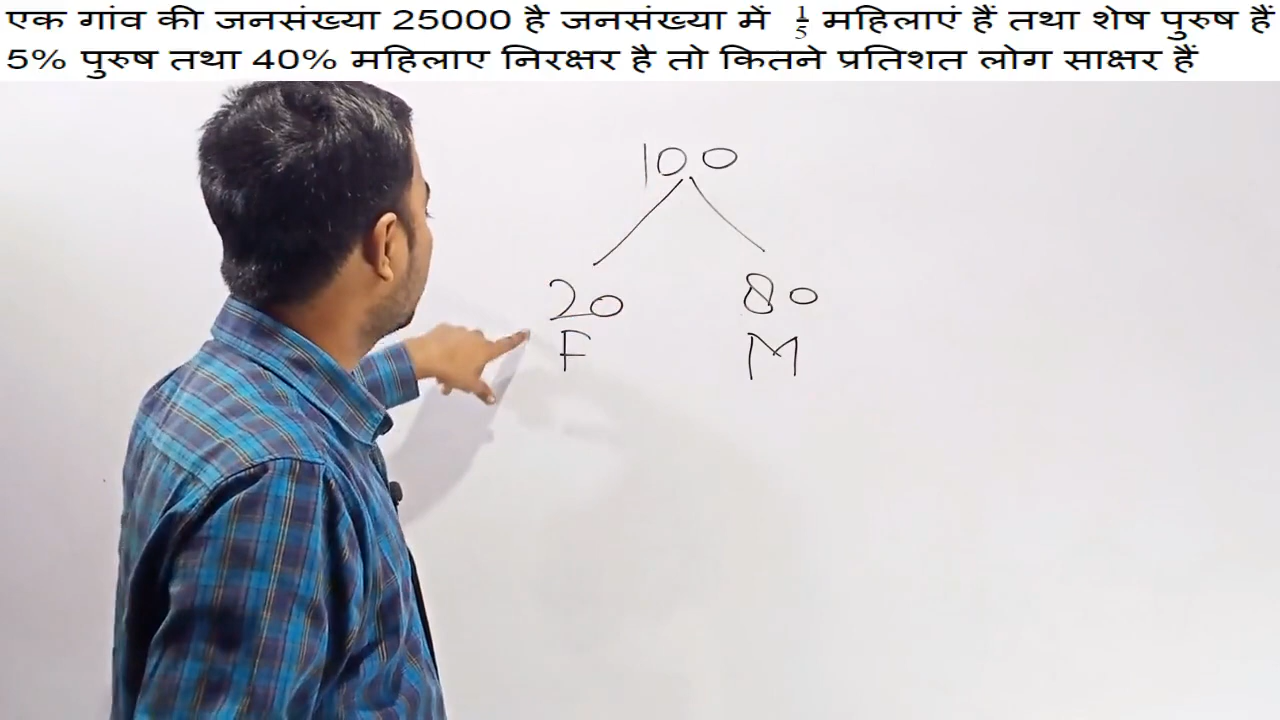 एक गांव की जनसंख्या 25000 है जनसंख्या में 1/5 महिलाएं हैं तथा शेष पुरुष हैं
5% पुरुष तथा 40% महिलाए निरक्षर है तो कितने प्रतिशत लोग साक्षर हैं
100
20 80
F M